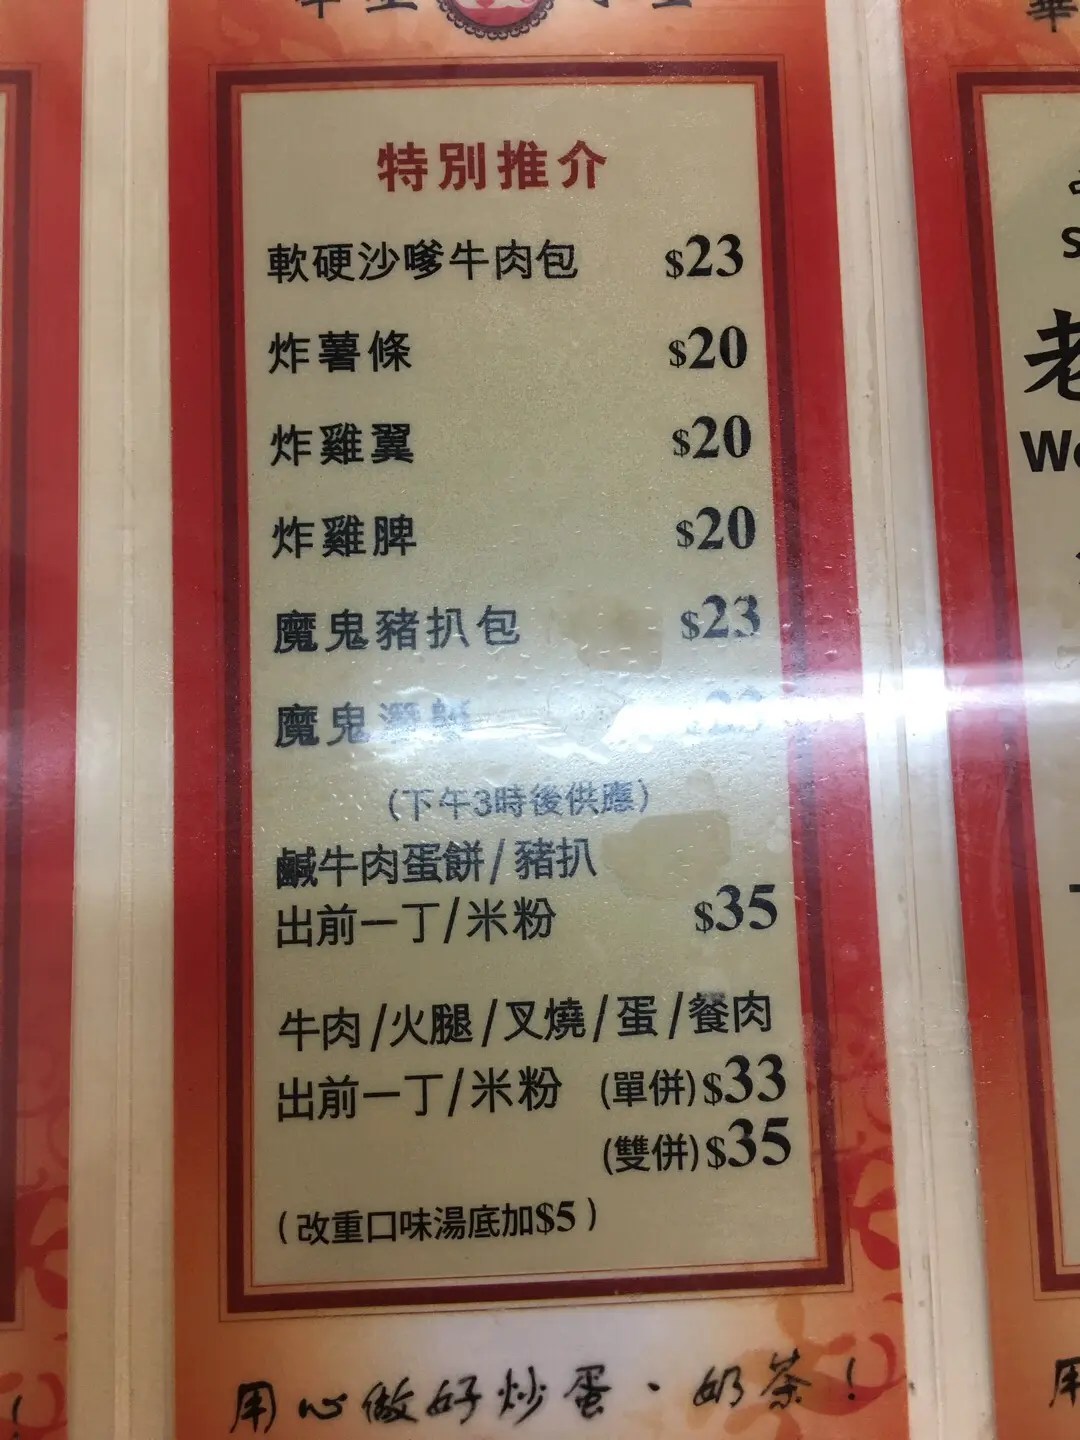 特別推介
軟硬沙嗲牛肉包 $23
炸薯條 $20
炸雞翼 $20
炸雞髀 $20
魔鬼豬扒包 $23
魔鬼
(下午3時後供應)
鹹牛肉蛋餅/豬扒
出前一丁/米粉 $35
牛肉/火腿/叉燒/蛋/餐肉
出前一丁/米粉 (單併)$33
(雙併)$35
(改重口味湯底加$5)
用心做好炒蛋、奶茶!
華
老
We